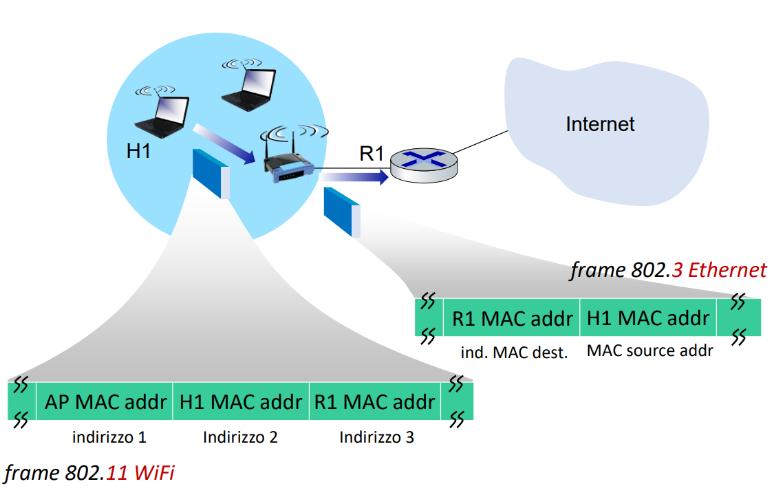 H1
R1
Internet
frame 802.3 Ethernet
R1 MAC addr
H1 MAC addr
ind. MAC dest.
MAC source addr
AP MAC addr
H1 MAC addr
R1 MAC addr
indirizzo 1
Indirizzo 2
Indirizzo 3
frame 802.11 WiFi